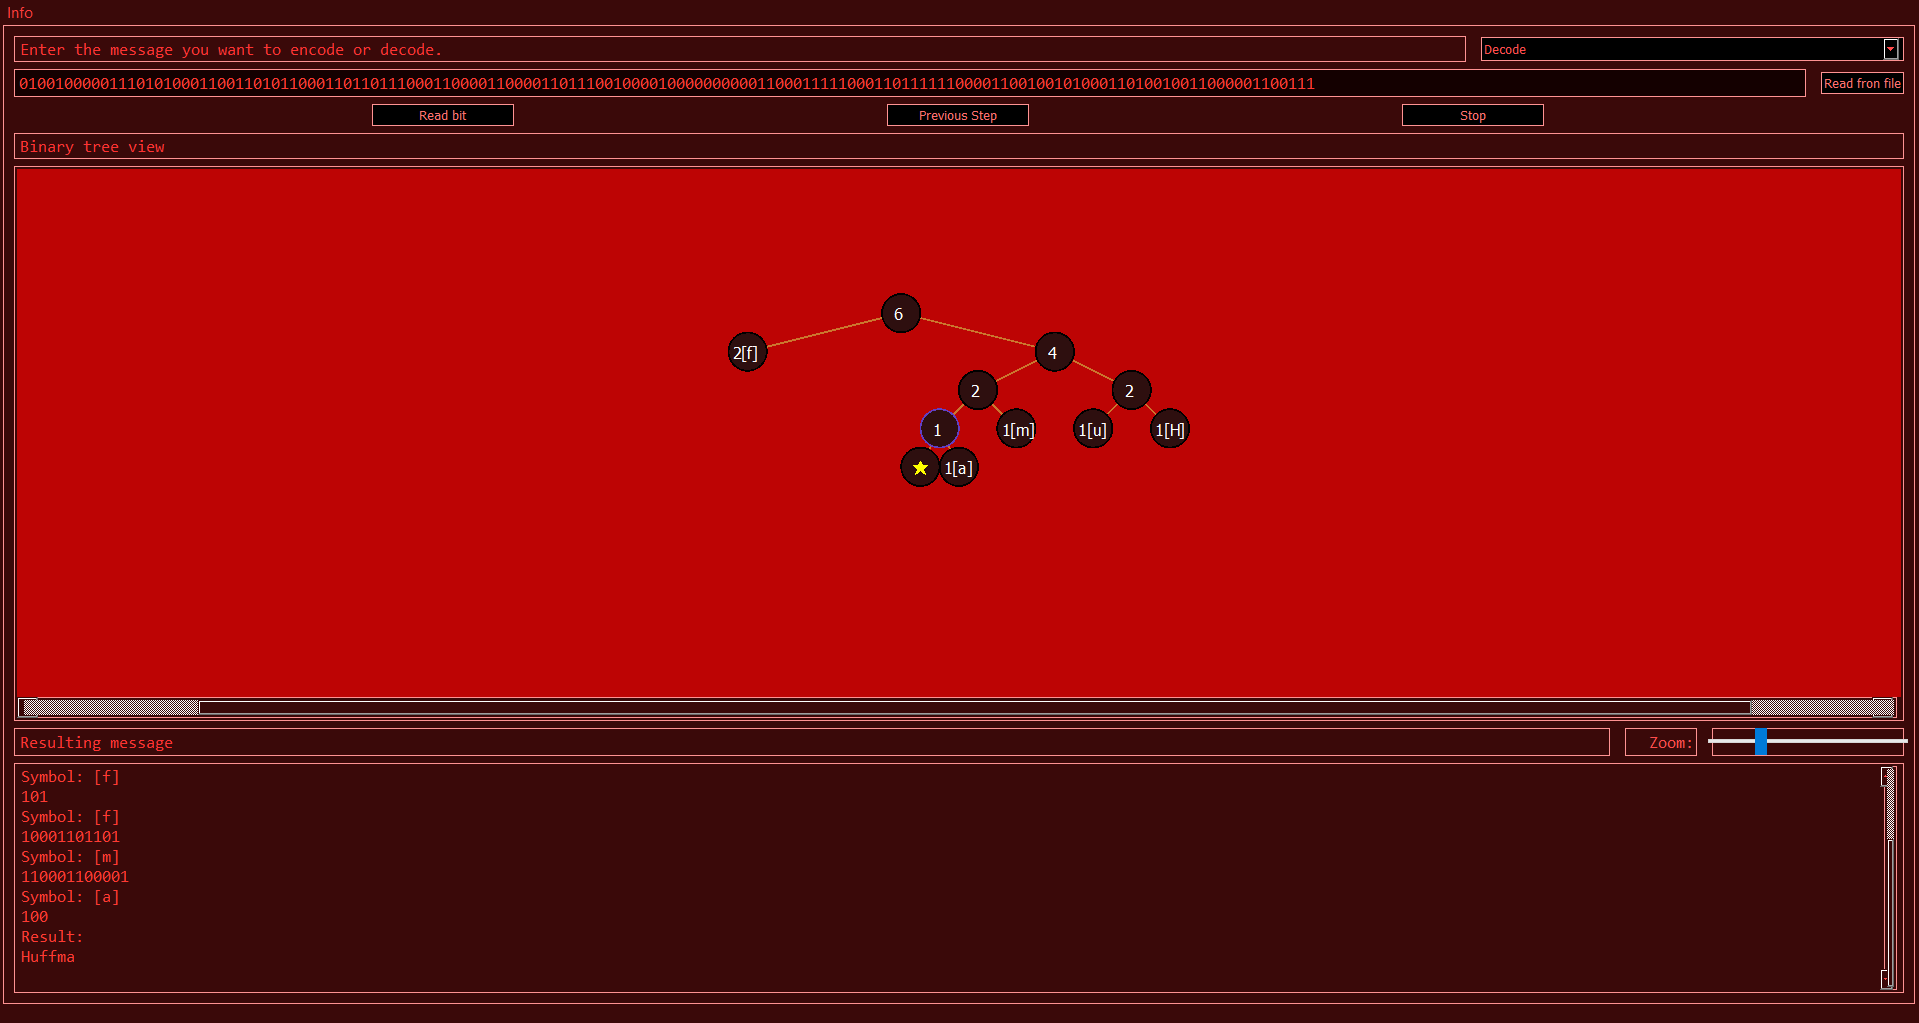 Info
Enter the message you want to encode or decode.
Decode
010010000011101010001100110101100011011011100011000011000011011100100001000000000011000111110001101111110000110010010100011010010011000001100111
Read fron file
Read bit
Previous Step
Stop
Binary tree view
6
2[f]
4
2
2
1
1[m]
1[u]
1[H]
1[a]
Resulting message
Zoom:
Symbol: [f]
101
Symbol: [f]
10001101101
Symbol: [m]
110001100001
Symbol: [a]
100
Result:
Huffma